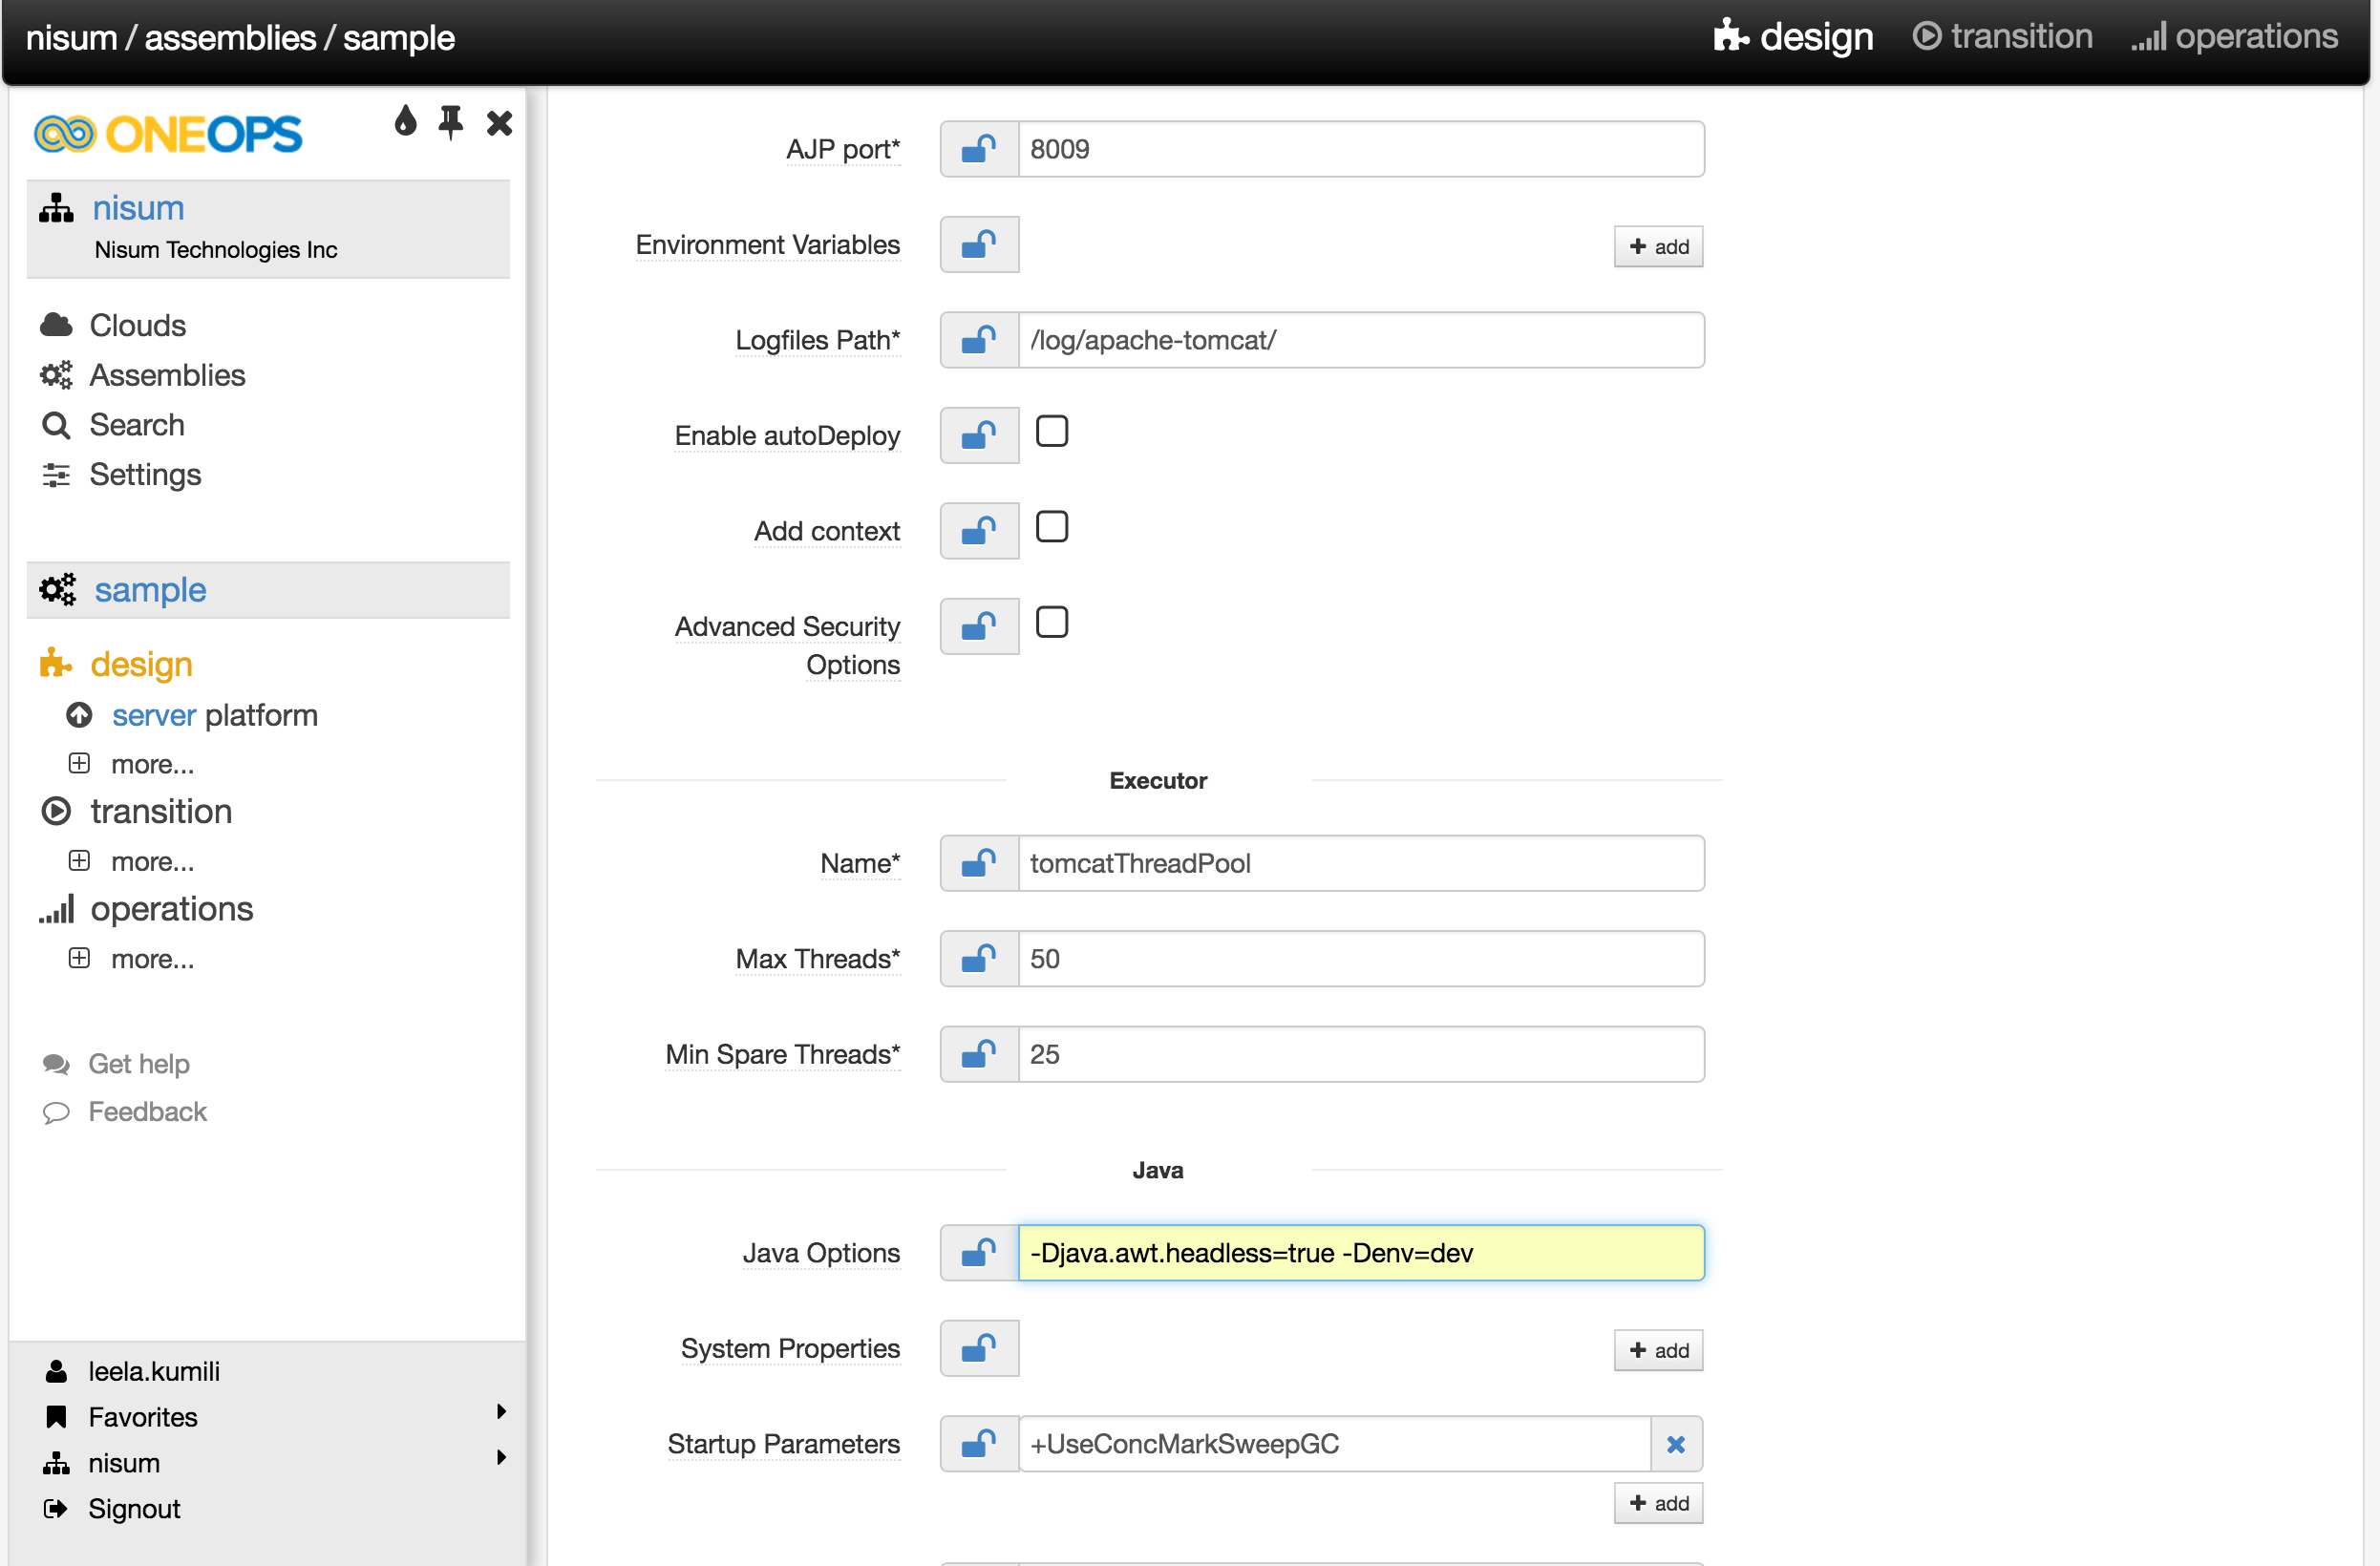 nisum / assemblies / sample
design
transition
operations
ONEOPS
nisum
Nisum Technologies Inc
Clouds
Assemblies
Search
Settings
sample
design
server platform
more...
transition
more...
operations
more...
Get help
Feedback
leela.kumili
Favorites
nisum
Signout
AJP port* 8009
Environment Variables + add
Logfiles Path* /log/apache-tomcat/
Enable autoDeploy
Add context
Advanced Security
Options
Executor
Name* tomcatThreadPool
Max Threads* 50
Min Spare Threads* 25
Java
Java Options -Djava.awt.headless=true -Denv=dev
System Properties + add
Startup Parameters +UseConcMarkSweepGC
+ add